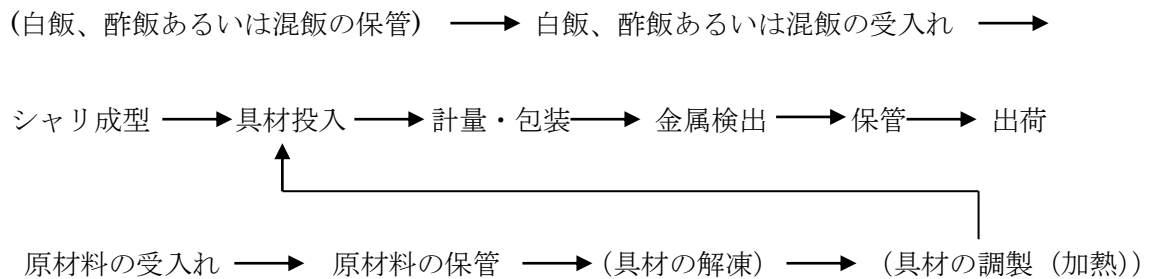 (白飯、酢飯あるいは混飯の保管) → 白飯、酢飯あるいは混飯の受入れ →
シャリ成型 → 具材投入 → 計量・包装 → 金属検出 → 保管 → 出荷
原材料の受入れ → 原材料の保管 → (具材の解凍) → (具材の調製（加熱）)